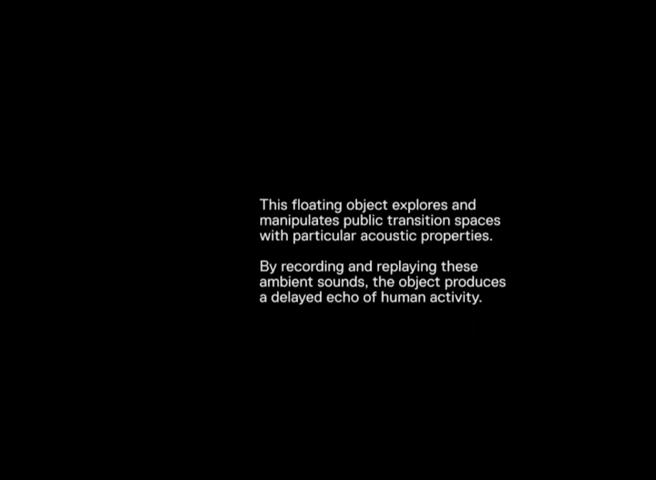 This floating object explores and
manipulates public transition spaces
with particular acoustic properties.
By recording and replaying these
ambient sounds, the object produces
a delayed echo of human activity.